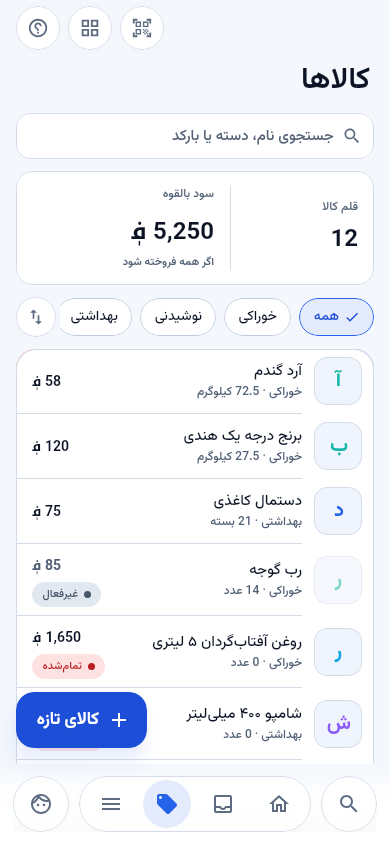 کالاها
جستجوی نام، دسته یا بارکد
قلم کالا
12
سود بالقوه
5,250 ؋
اگر همه فروخته شود
همه
خوراکی
نوشیدنی
بهداشتی
آ
آرد گندم
خوراکی · 72.5 کیلوگرم
58 ؋
ب
برنج درجه یک هندی
خوراکی · 27.5 کیلوگرم
120 ؋
د
دستمال کاغذی
بهداشتی · 21 بسته
75 ؋
ر
رب گوجه
خوراکی · 14 عدد
85 ؋
غیرفعال
ر
روغن آفتاب‌گردان ۵ لیتری
خوراکی · 0 عدد
1,650 ؋
تمام‌شده
ش
شامپو ۴۰۰ میلی‌لیتر
بهداشتی · 0 عدد
کالای تازه